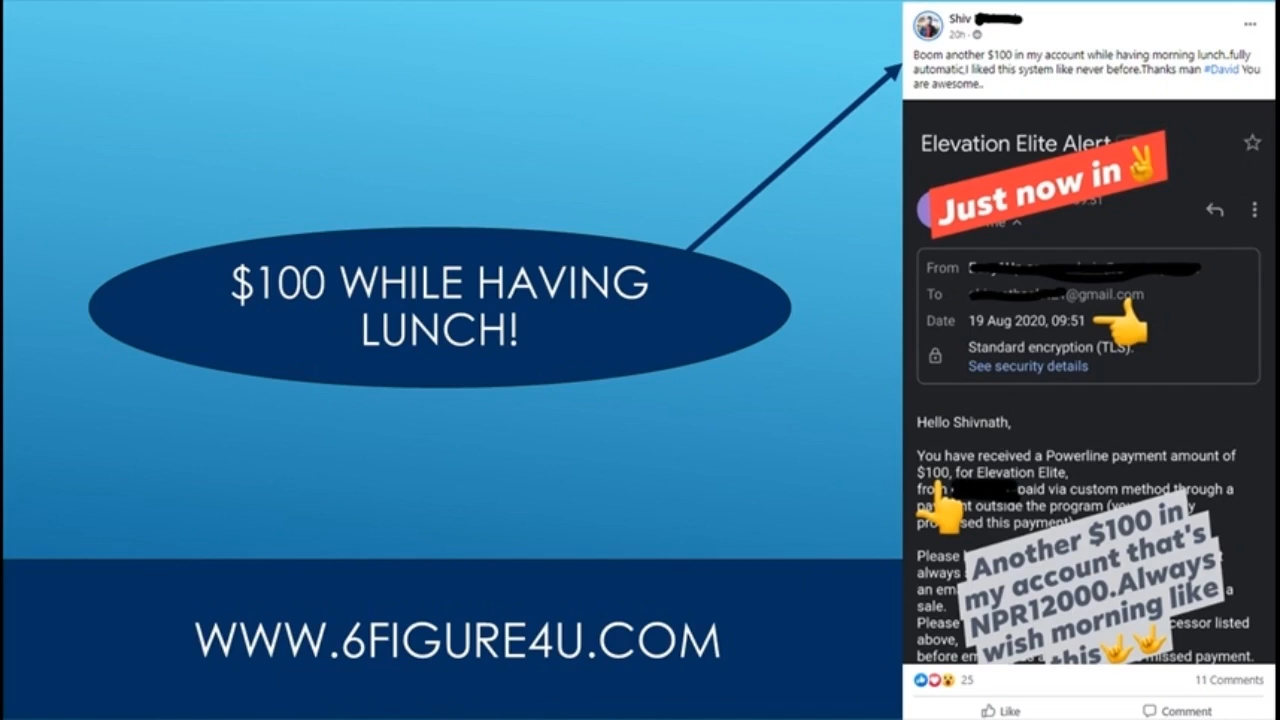 $100 WHILE HAVING
LUNCH!
WWW.6FIGURE4U.COM
Shiv
20h
Boom another $100 in my account while having morning lunch..fully
automatic,I liked this system like never before.Thanks man #David You
are awesome..
Elevation Elite Alert
Just now in
09:51
From
To @gmail.com
Date 19 Aug 2020, 09:51
Standard encryption (TLS).
See security details
Hello Shivnath,
You have received a Powerline payment amount of
$100, for Elevation Elite,
from paid via custom method through a
outside the program
this payment)
Please
always
an
a
sale.
Please listed
above,
before missed payment.
Another $100 in
my account that's
NPR12000.Always
wish morning like
this
25
11 Comments
Like
Comment